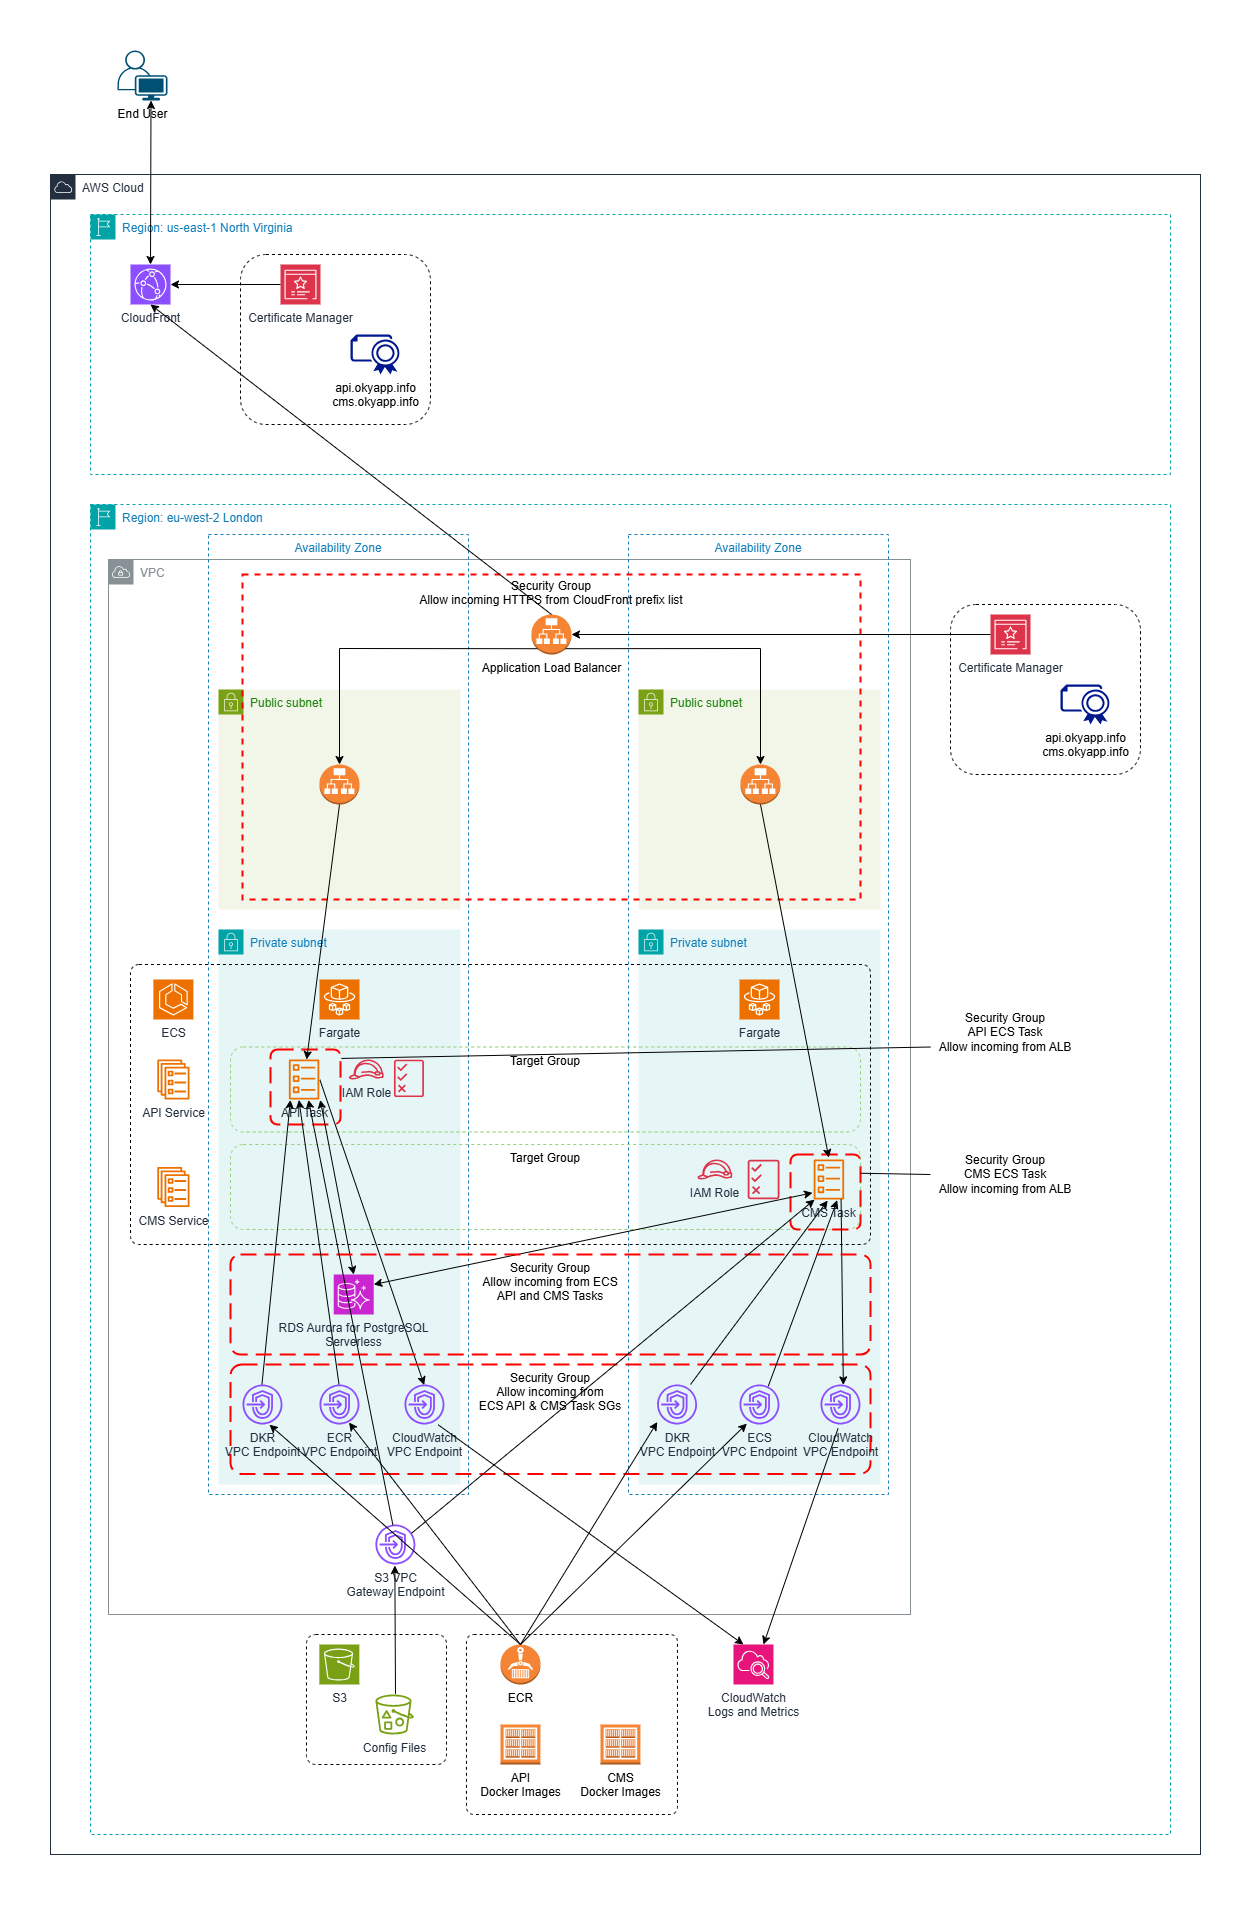 End User
AWS Cloud
Region: us-east-1 North Virginia
CloudFront
Certificate Manager
api.okyapp.info
cms.okyapp.info
Region: eu-west-2 London
Availability Zone
Availability Zone
VPC
Security Group
Allow incoming HTTPS from CloudFront prefix list
Application Load Balancer
Certificate Manager
api.okyapp.info
cms.okyapp.info
Public subnet
Public subnet
Private subnet
Private subnet
ECS
Fargate
Fargate
Security Group
API ECS Task
Allow incoming from ALB
Target Group
API Service
API Task
IAM Role
Target Group
Security Group
CMS ECS Task
Allow incoming from ALB
CMS Service
IAM Role
CMS Task
Security Group
Allow incoming from ECS
API and CMS Tasks
RDS Aurora for PostgreSQL
Serverless
Security Group
Allow incoming from
ECS API & CMS Task SGs
DKR
VPC Endpoint
ECR
VPC Endpoint
CloudWatch
VPC Endpoint
DKR
VPC Endpoint
ECS
VPC Endpoint
CloudWatch
VPC Endpoint
S3 VPC
Gateway Endpoint
S3
Config Files
ECR
API
Docker Images
CMS
Docker Images
CloudWatch
Logs and Metrics